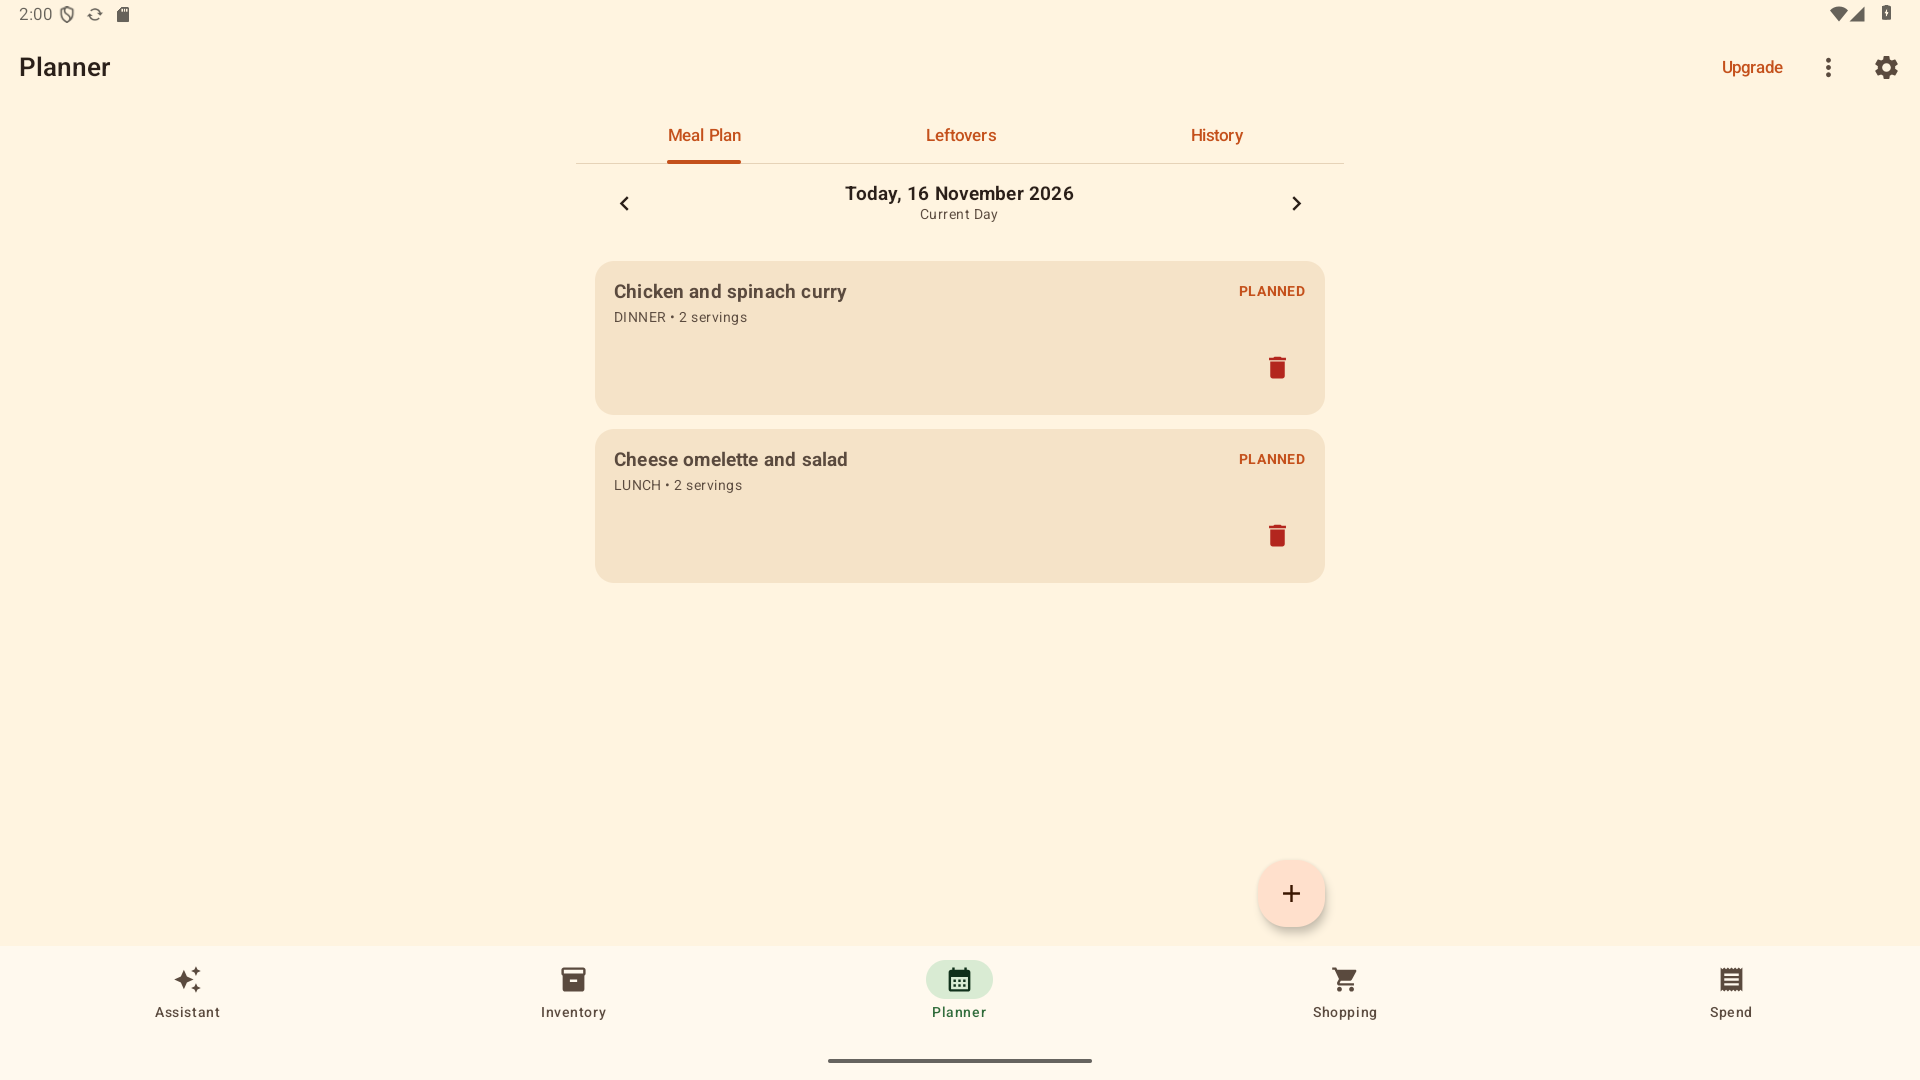 2:00
Planner
Upgrade
Meal Plan
Leftovers
History
Today, 16 November 2026
Current Day
Chicken and spinach curry
PLANNED
DINNER • 2 servings
Cheese omelette and salad
PLANNED
LUNCH • 2 servings
Assistant
Inventory
Planner
Shopping
Spend